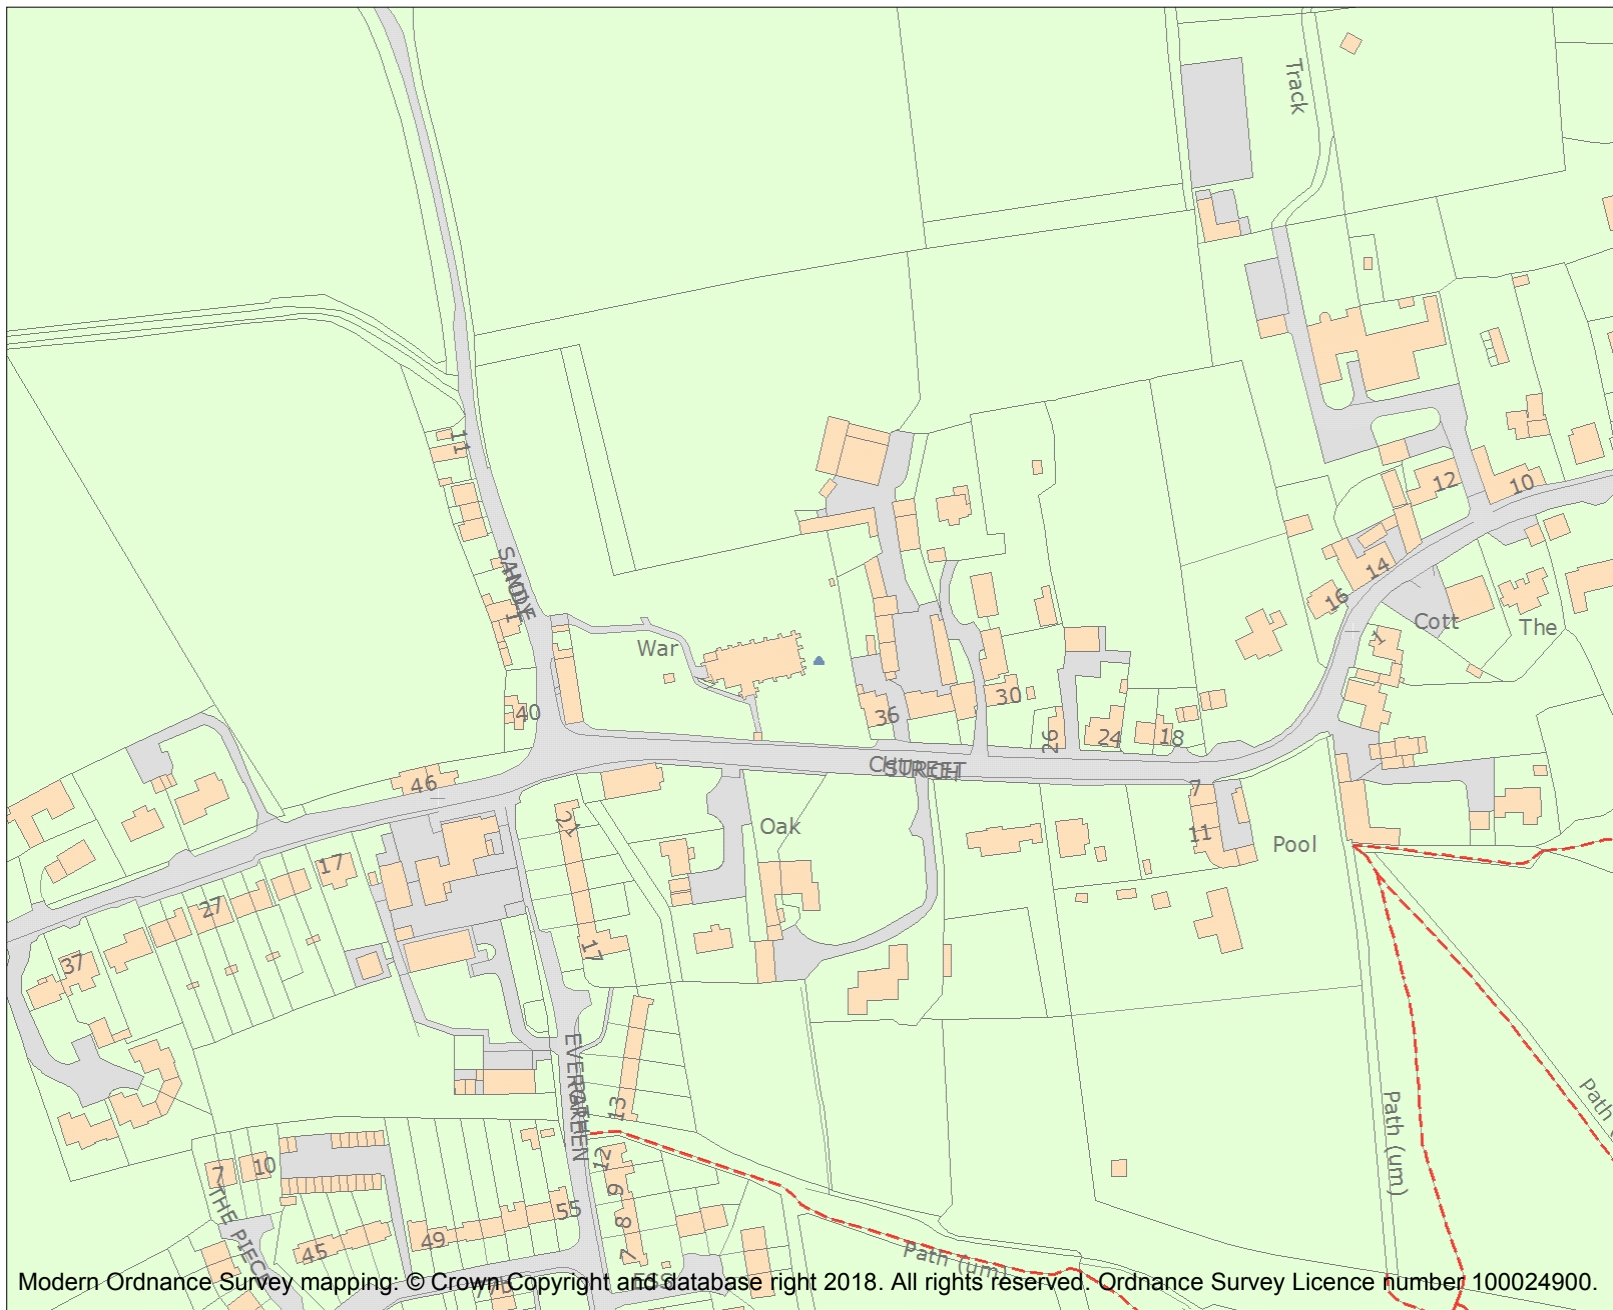 Track
11
12
10
14
16
Cott
The
1
War
40
30
36
26
24
18
CHURCH
STREET
46
7
21
Oak
11
Pool
17
27
17
37
EVERGREEN
PATH
13
Path (um)
Path
12
7
10
9
55
8
THE PIECE
49
45
7
Path (um)
Modern Ordnance Survey mapping: © Crown Copyright and database right 2018. All rights reserved. Ordnance Survey Licence number 100024900.